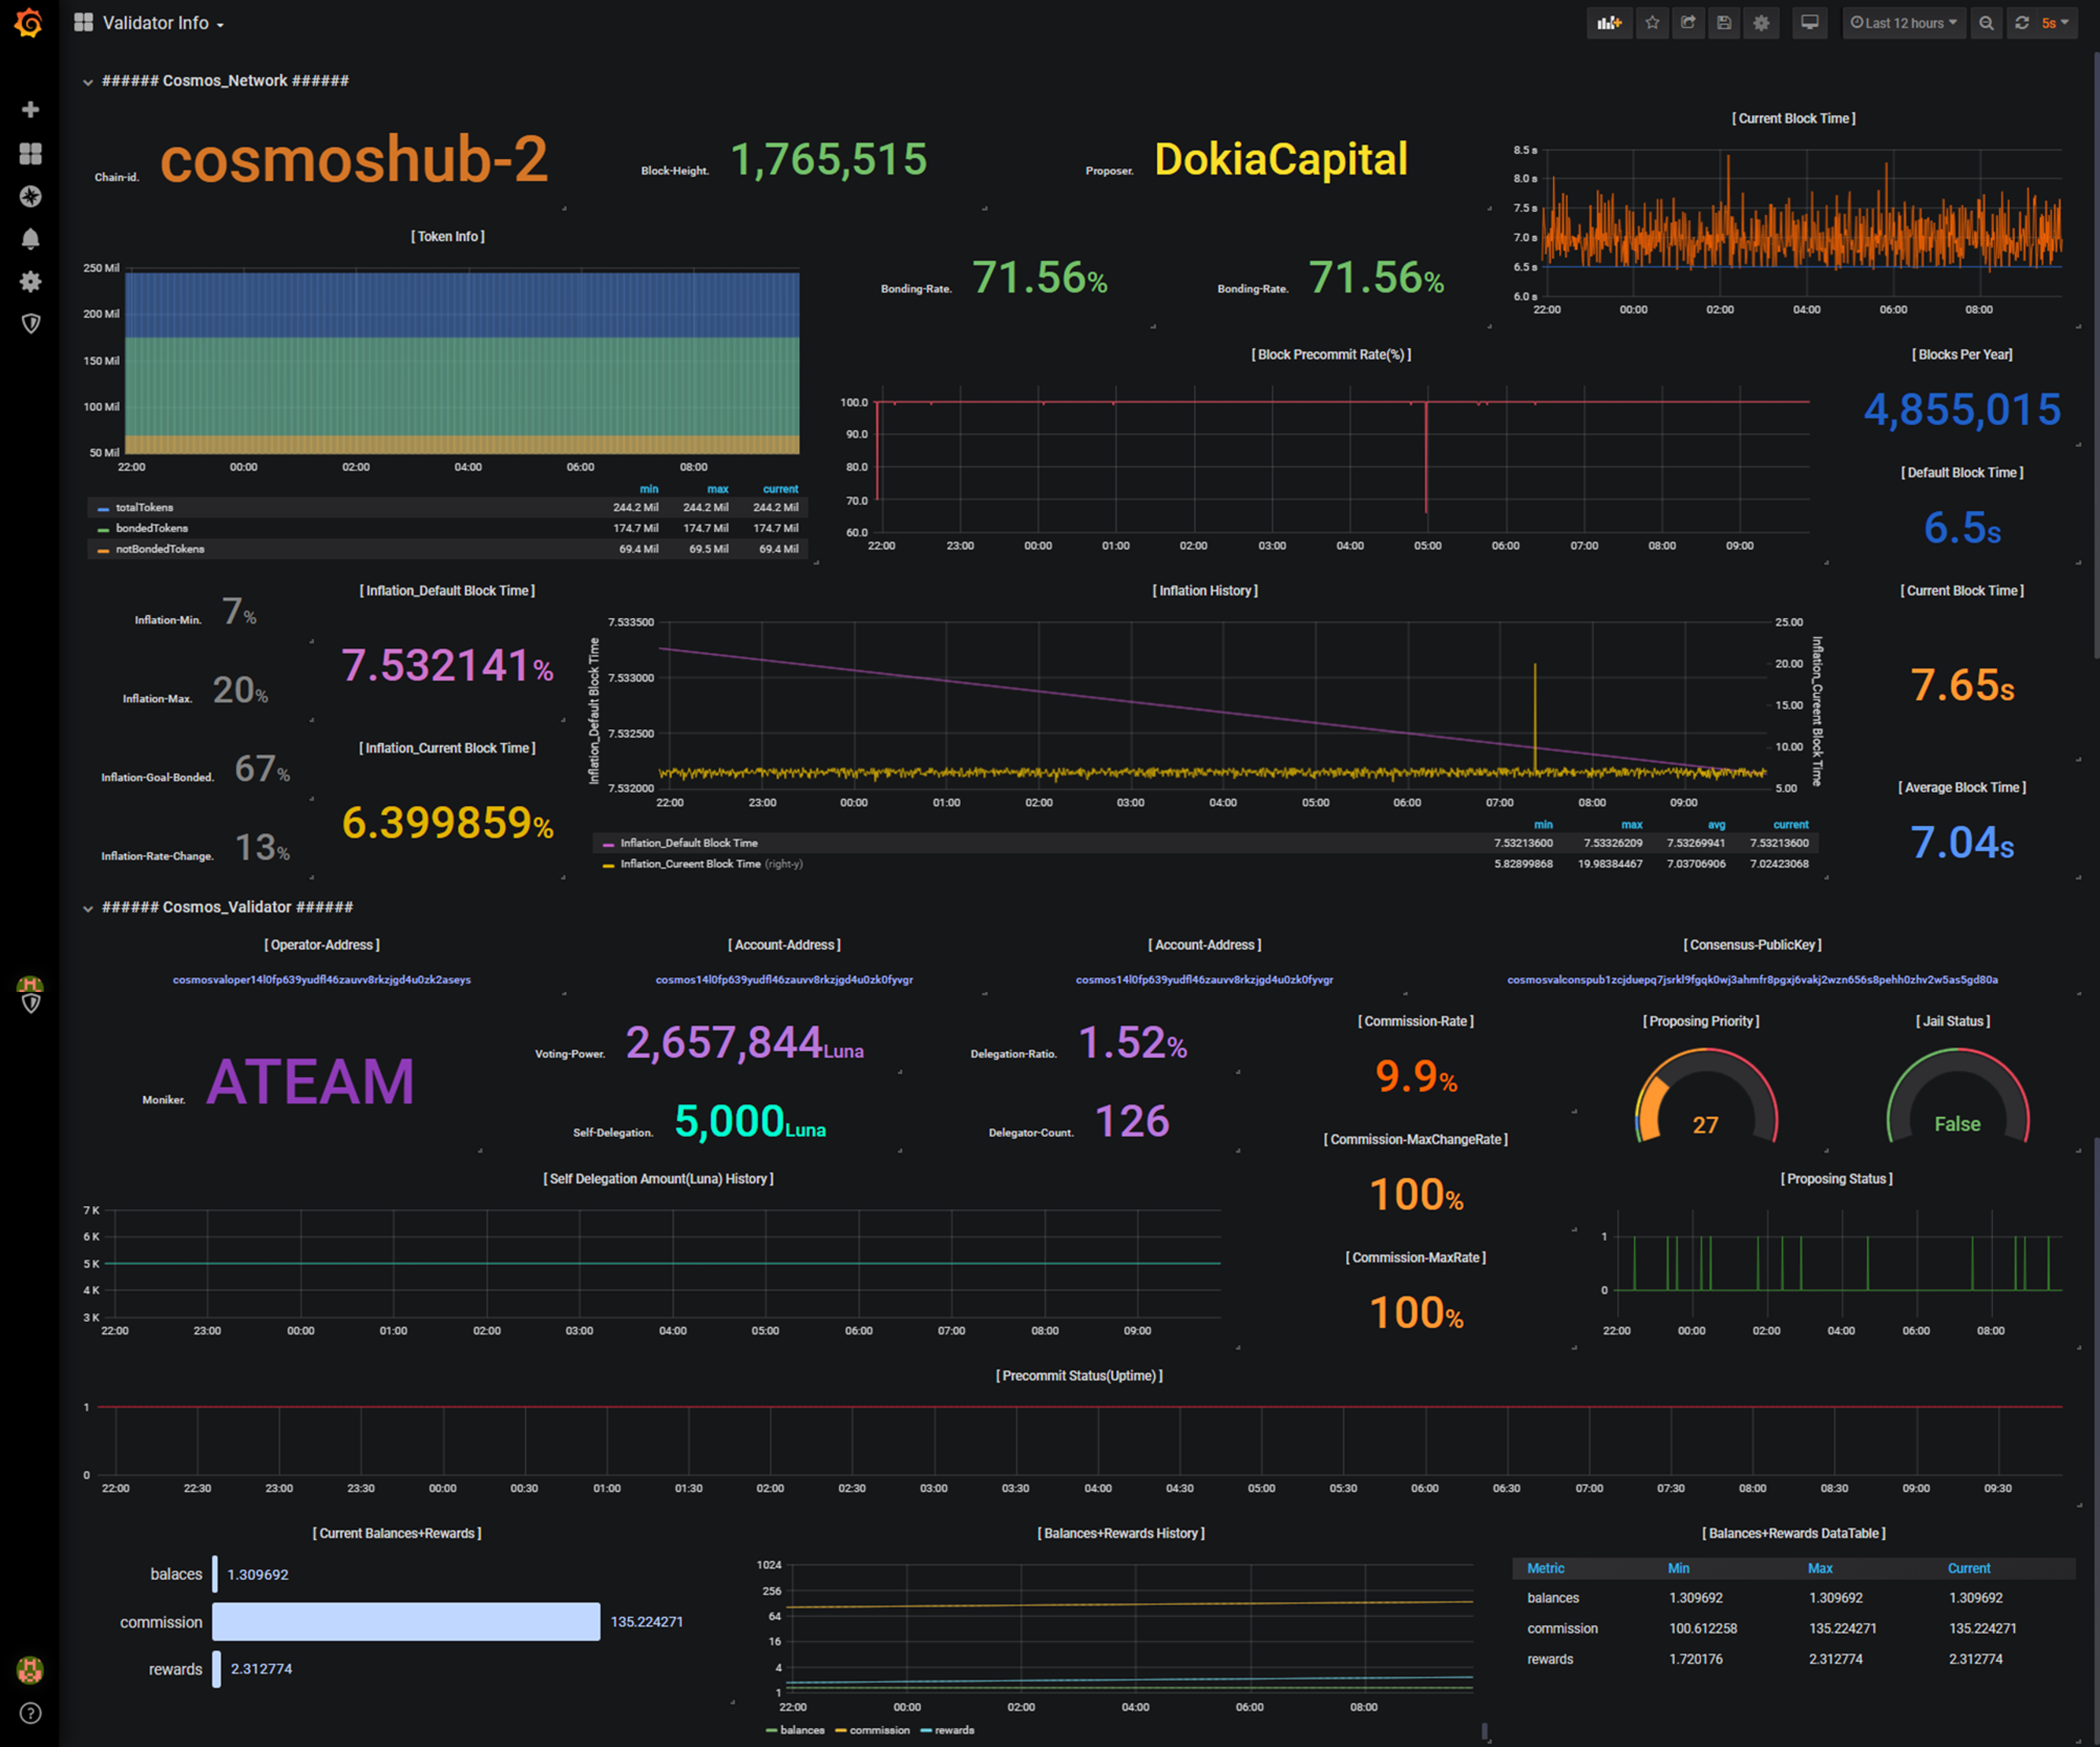 Validator Info
Last 12 hours
5s
###### Cosmos_Network ######
Chain-id. cosmoshub-2
Block-Height. 1,765,515
Proposer. DokiaCapital
[ Current Block Time ]
8.5 s
8.0 s
7.5 s
7.0 s
6.5 s
6.0 s
22:00 00:00 02:00 04:00 06:00 08:00
[ Token Info ]
250 Mil
200 Mil
150 Mil
100 Mil
50 Mil
22:00 00:00 02:00 04:00 06:00 08:00
min max current
totalTokens 244.2 Mil 244.2 Mil 244.2 Mil
bondedTokens 174.7 Mil 174.7 Mil 174.7 Mil
notBondedTokens 69.4 Mil 69.5 Mil 69.4 Mil
Bonding-Rate. 71.56%
Bonding-Rate. 71.56%
[ Block Precommit Rate(%) ]
100.0
90.0
80.0
70.0
60.0
22:00 23:00 00:00 01:00 02:00 03:00 04:00 05:00 06:00 07:00 08:00 09:00
[ Blocks Per Year]
4,855,015
[ Default Block Time ]
6.5s
Inflation-Min. 7%
Inflation-Max. 20%
Inflation-Goal-Bonded. 67%
Inflation-Rate-Change. 13%
[ Inflation_Default Block Time ]
7.532141%
[ Inflation_Current Block Time ]
6.399859%
[ Inflation History ]
Inflation_Default Block Time
7.533500
7.533000
7.532500
7.532000
25.00
20.00
15.00
10.00
5.00
Inflation_Cureent Block Time
22:00 23:00 00:00 01:00 02:00 03:00 04:00 05:00 06:00 07:00 08:00 09:00
min max avg current
Inflation_Default Block Time 7.53213600 7.53326209 7.53269941 7.53213600
Inflation_Cureent Block Time (right-y) 5.82899868 19.98384467 7.03706906 7.02423068
[ Current Block Time ]
7.65s
[ Average Block Time ]
7.04s
###### Cosmos_Validator ######
[ Operator-Address ]
cosmosvaloper14l0fp639yudfl46zauvv8rkzjgd4u0zk2aseys
[ Account-Address ]
cosmos14l0fp639yudfl46zauvv8rkzjgd4u0zk0fyvgr
[ Account-Address ]
cosmos14l0fp639yudfl46zauvv8rkzjgd4u0zk0fyvgr
[ Consensus-PublicKey ]
cosmosvalconspub1zcjduepq7jsrkl9fgqk0wj3ahmfr8pgxj6vakj2wzn656s8pehh0zhv2w5as5gd80a
Moniker. ATEAM
Voting-Power. 2,657,844Luna
Self-Delegation. 5,000Luna
Delegation-Ratio. 1.52%
Delegator-Count. 126
[ Commission-Rate ]
9.9%
[ Commission-MaxChangeRate ]
100%
[ Commission-MaxRate ]
100%
[ Proposing Priority ]
27
[ Jail Status ]
False
[ Self Delegation Amount(Luna) History ]
7 K
6 K
5 K
4 K
3 K
22:00 23:00 00:00 01:00 02:00 03:00 04:00 05:00 06:00 07:00 08:00 09:00
[ Proposing Status ]
1
0
22:00 00:00 02:00 04:00 06:00 08:00
[ Precommit Status(Uptime) ]
1
0
22:00 22:30 23:00 23:30 00:00 00:30 01:00 01:30 02:00 02:30 03:00 03:30 04:00 04:30 05:00 05:30 06:00 06:30 07:00 07:30 08:00 08:30 09:00 09:30
[ Current Balances+Rewards ]
balaces 1.309692
commission 135.224271
rewards 2.312774
[ Balances+Rewards History ]
1024
256
64
16
4
1
22:00 00:00 02:00 04:00 06:00 08:00
balances commission rewards
[ Balances+Rewards DataTable ]
Metric Min Max Current
balances 1.309692 1.309692 1.309692
commission 100.612258 135.224271 135.224271
rewards 1.720176 2.312774 2.312774